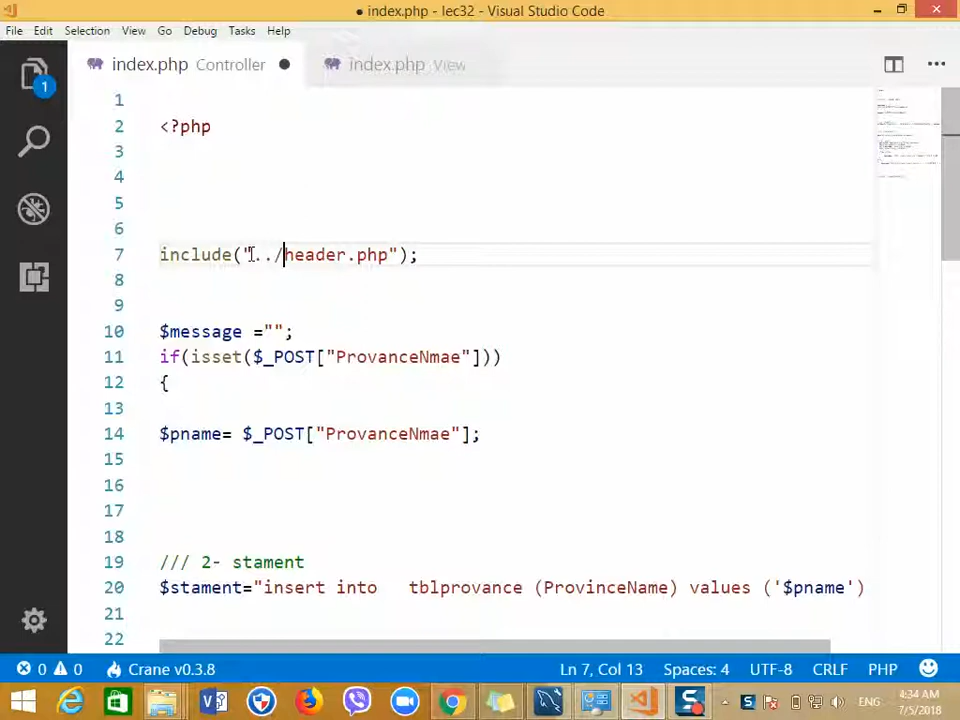 ● index.php - lec32 - Visual Studio Code
File Edit Selection View Go Debug Tasks Help
index.php Controller ●
index.php View
1
1
2 <?php
3
4
5
6
7 include("../header.php");
8
9
10 $message ="";
11 if(isset($_POST["ProvanceNmae"]))
12 {
13
14 $pname= $_POST["ProvanceNmae"];
15
16
17
18
19 /// 2- stament
20 $stament="insert into tblprovance (ProvinceName) values ('$pname')
21
22
0 0 Crane v0.3.8 Ln 7, Col 13 Spaces: 4 UTF-8 CRLF PHP
ENG 4:34 AM
7/5/2018